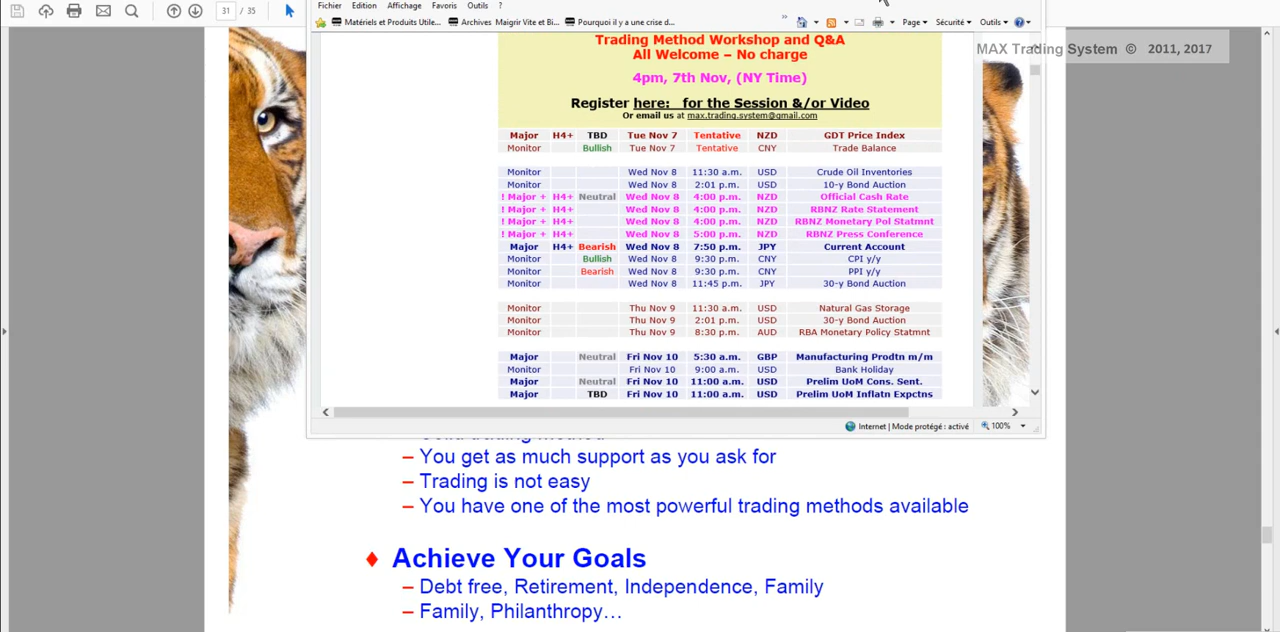 31 / 35
Fichier Edition Affichage Favoris Outils ?
Matériels et Produits Utile... Archives Maigrir Vite et Bi... Pourquoi il y a une crise d... » Page Sécurité Outils
MAX Trading System © 2011, 2017
Trading Method Workshop and Q&A
All Welcome – No charge
4pm, 7th Nov, (NY Time)
Register here: for the Session &/or Video
Or email us at max.trading.system@gmail.com
Major H4+ TBD Tue Nov 7 Tentative NZD GDT Price Index
Monitor Bullish Tue Nov 7 Tentative CNY Trade Balance
Monitor Wed Nov 8 11:30 a.m. USD Crude Oil Inventories
Monitor Wed Nov 8 2:01 p.m. USD 10-y Bond Auction
! Major + H4+ Neutral Wed Nov 8 4:00 p.m. NZD Official Cash Rate
! Major + H4+ Wed Nov 8 4:00 p.m. NZD RBNZ Rate Statement
! Major + H4+ Wed Nov 8 4:00 p.m. NZD RBNZ Monetary Pol Statmnt
! Major + H4+ Wed Nov 8 5:00 p.m. NZD RBNZ Press Conference
Major H4+ Bearish Wed Nov 8 7:50 p.m. JPY Current Account
Monitor Bullish Wed Nov 8 9:30 p.m. CNY CPI y/y
Monitor Bearish Wed Nov 8 9:30 p.m. CNY PPI y/y
Monitor Wed Nov 8 11:45 p.m. JPY 30-y Bond Auction
Monitor Thu Nov 9 11:30 a.m. USD Natural Gas Storage
Monitor Thu Nov 9 2:01 p.m. USD 30-y Bond Auction
Monitor Thu Nov 9 8:30 p.m. AUD RBA Monetary Policy Statmnt
Major Neutral Fri Nov 10 5:30 a.m. GBP Manufacturing Prodtn m/m
Monitor Fri Nov 10 9:00 a.m. USD Bank Holiday
Major Neutral Fri Nov 10 11:00 a.m. USD Prelim UoM Cons. Sent.
Major TBD Fri Nov 10 11:00 a.m. USD Prelim UoM Inflatn Expctns
Internet | Mode protégé : activé 100%
– You get as much support as you ask for
– Trading is not easy
– You have one of the most powerful trading methods available
Achieve Your Goals
– Debt free, Retirement, Independence, Family
– Family, Philanthropy…